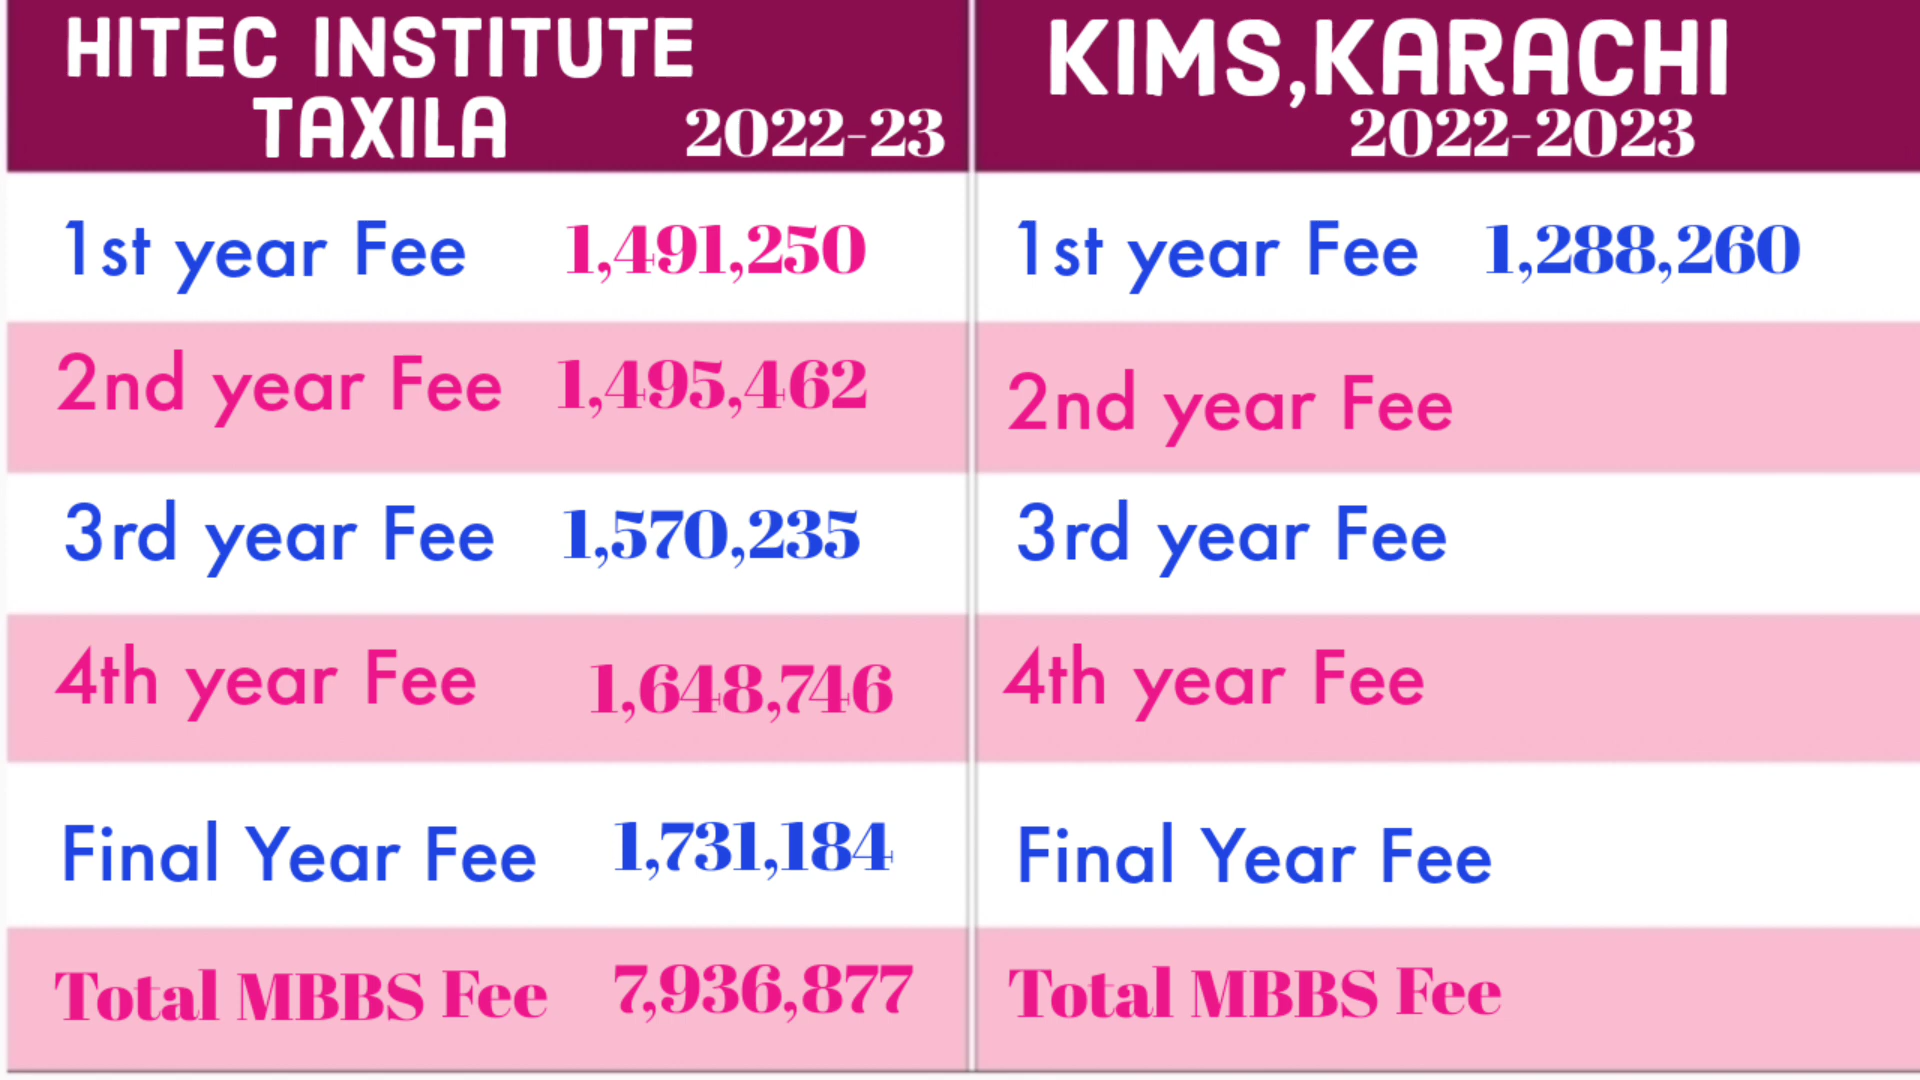 HITEC INSTITUTE
TAXILA 2022-23
1st year Fee 1,491,250
2nd year Fee 1,495,462
3rd year Fee 1,570,235
4th year Fee 1,648,746
Final Year Fee 1,731,184
Total MBBS Fee 7,936,877
KIMS,KARACHI
2022-2023
1st year Fee 1,288,260
2nd year Fee
3rd year Fee
4th year Fee
Final Year Fee
Total MBBS Fee